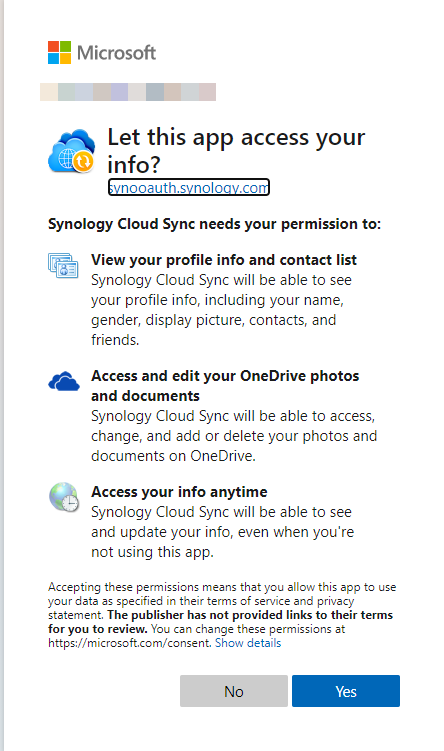 Microsoft
Let this app access your
info?
synooauth.synology.com
Synology Cloud Sync needs your permission to:
View your profile info and contact list
Synology Cloud Sync will be able to see
your profile info, including your name,
gender, display picture, contacts, and
friends.
Access and edit your OneDrive photos
and documents
Synology Cloud Sync will be able to access,
change, and add or delete your photos and
documents on OneDrive.
Access your info anytime
Synology Cloud Sync will be able to see
and update your info, even when you're
not using this app.
Accepting these permissions means that you allow this app to use
your data as specified in their terms of service and privacy
statement. The publisher has not provided links to their terms
for you to review. You can change these permissions at
https://microsoft.com/consent. Show details
No
Yes